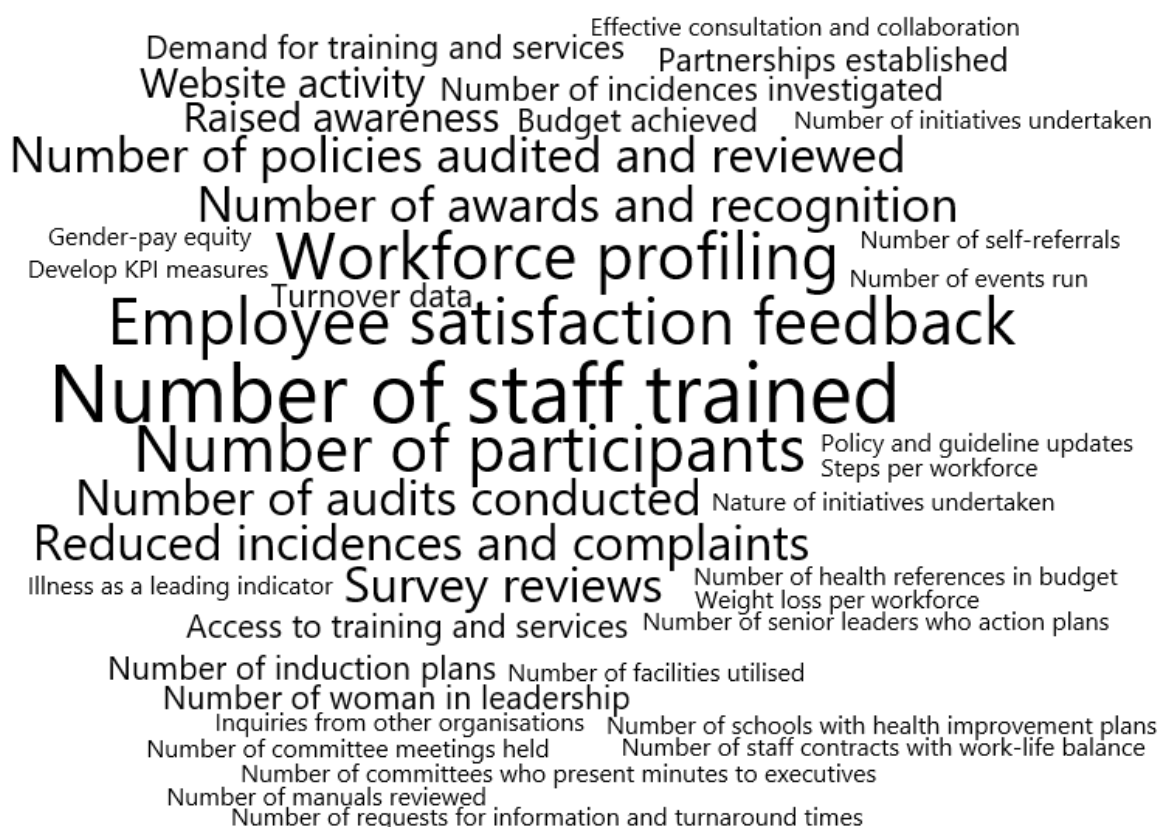 Effective consultation and collaboration
Demand for training and services
Partnerships established
Website activity
Number of incidences investigated
Raised awareness
Budget achieved
Number of initiatives undertaken
Number of policies audited and reviewed
Number of awards and recognition
Gender-pay equity
Workforce profiling
Number of self-referrals
Develop KPI measures
Number of events run
Turnover data
Employee satisfaction feedback
Number of staff trained
Number of participants
Policy and guideline updates
Steps per workforce
Number of audits conducted
Nature of initiatives undertaken
Reduced incidences and complaints
Illness as a leading indicator
Survey reviews
Number of health references in budget
Weight loss per workforce
Access to training and services
Number of senior leaders who action plans
Number of induction plans
Number of facilities utilised
Number of woman in leadership
Inquiries from other organisations
Number of schools with health improvement plans
Number of committee meetings held
Number of staff contracts with work-life balance
Number of committees who present minutes to executives
Number of manuals reviewed
Number of requests for information and turnaround times